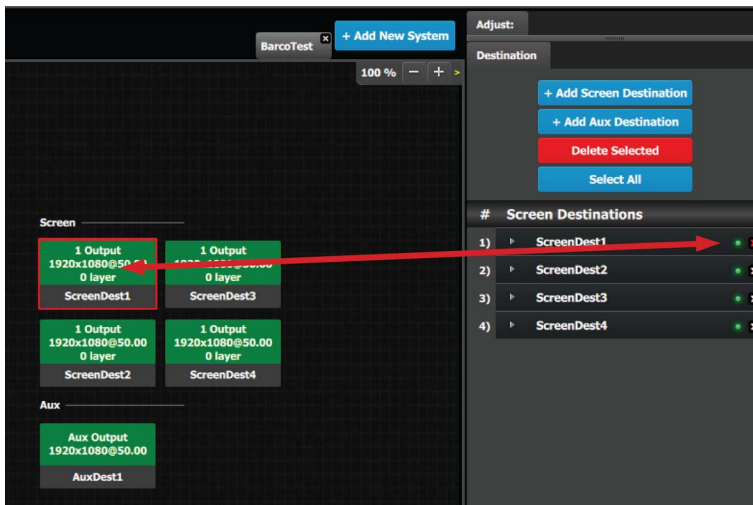 BarcoTest
+ Add New System
100 %
Adjust:
Destination
+ Add Screen Destination
+ Add Aux Destination
Delete Selected
Select All
Screen
1 Output
1920x1080@50.00
0 layer
ScreenDest1
1 Output
0 layer
ScreenDest3
1 Output
1920x1080@50.00
0 layer
ScreenDest2
1 Output
1920x1080@50.00
0 layer
ScreenDest4
Aux
Aux Output
1920x1080@50.00
AuxDest1
# Screen Destinations
1) ScreenDest1
2) ScreenDest2
3) ScreenDest3
4) ScreenDest4